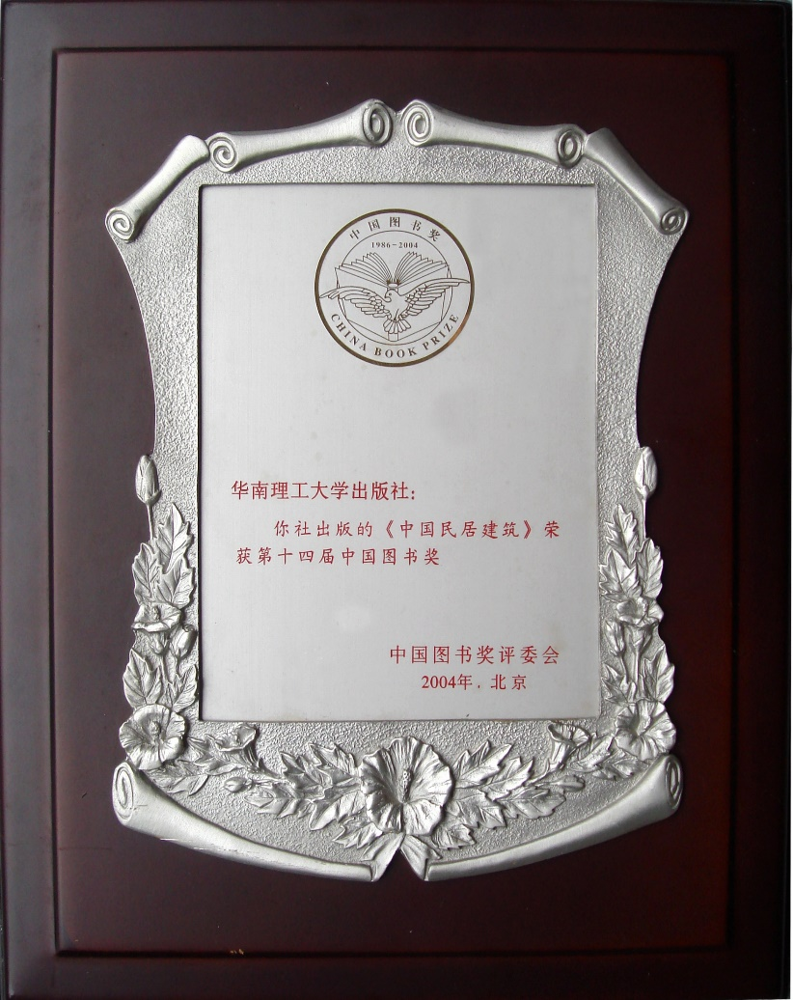 中国图书奖
1986-2004
CHINA BOOK PRIZE
华南理工大学出版社：
你社出版的《中国民居建筑》荣
获第十四届中国图书奖
中国图书奖评委会
2004年．北京